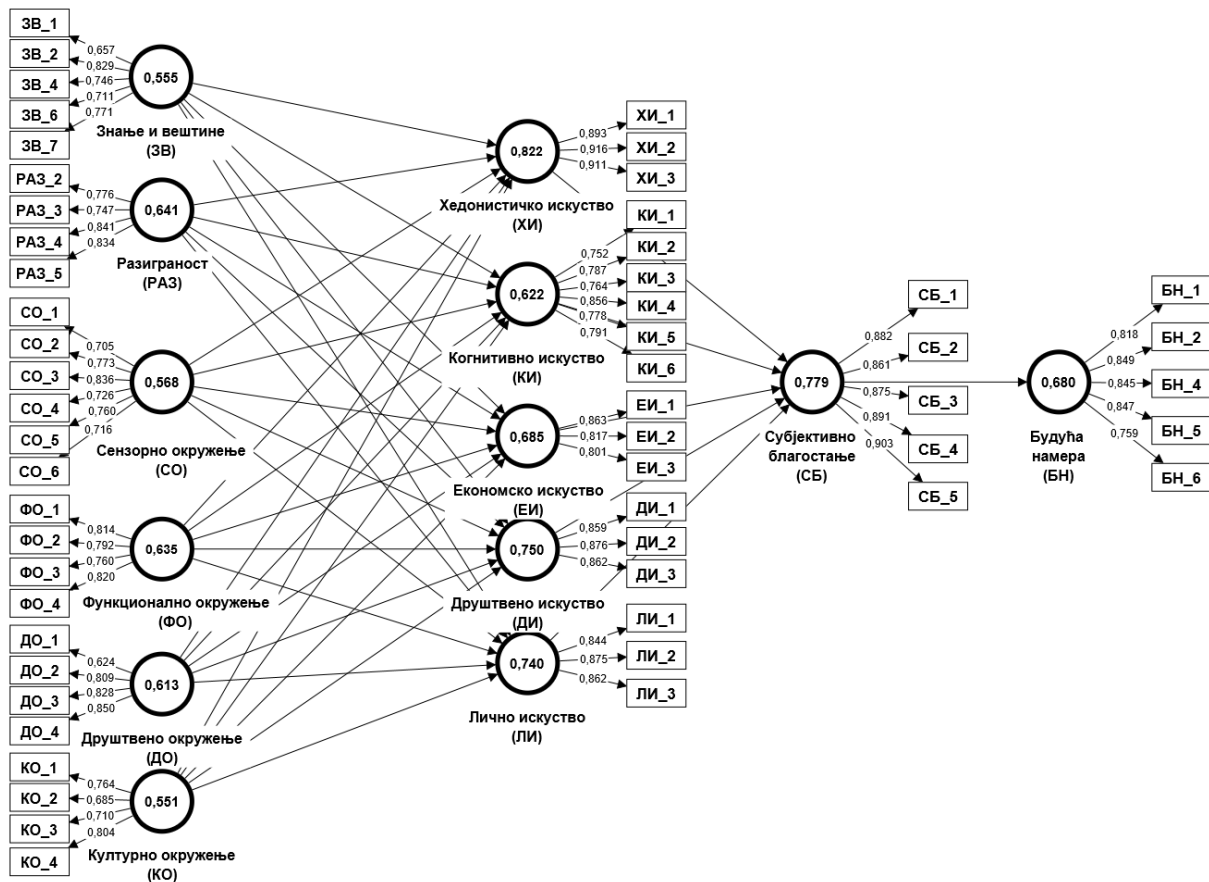 ЗВ_1
ЗВ_2
ЗВ_4
ЗВ_6
ЗВ_7
0,657
0,829
0,746
0,711
0,771
0,555
Знање и вештине
(ЗВ)
РАЗ_2
РАЗ_3
РАЗ_4
РАЗ_5
0,776
0,747
0,841
0,834
0,641
Разиграност
(РАЗ)
СО_1
СО_2
СО_3
СО_4
СО_5
СО_6
0,705
0,773
0,836
0,726
0,760
0,716
0,568
Сензорно окружење
(СО)
ФО_1
ФО_2
ФО_3
ФО_4
0,814
0,792
0,760
0,820
0,635
Функционално окружење
(ФО)
ДО_1
ДО_2
ДО_3
ДО_4
0,624
0,809
0,828
0,850
0,613
Друштвено окружење
(ДО)
КО_1
КО_2
КО_3
КО_4
0,764
0,685
0,710
0,804
0,551
Културно окружење
(КО)
0,822
Хедонистичко искуство
(ХИ)
0,893
0,916
0,911
ХИ_1
ХИ_2
ХИ_3
0,622
Когнитивно искуство
(КИ)
0,752
0,787
0,764
0,856
0,778
0,791
КИ_1
КИ_2
КИ_3
КИ_4
КИ_5
КИ_6
0,685
Економско искуство
(ЕИ)
0,863
0,817
0,801
ЕИ_1
ЕИ_2
ЕИ_3
0,750
Друштвено искуство
(ДИ)
0,859
0,876
0,862
ДИ_1
ДИ_2
ДИ_3
0,740
Лично искуство
(ЛИ)
0,844
0,875
0,862
ЛИ_1
ЛИ_2
ЛИ_3
0,779
Субјективно
благостање
(СБ)
0,882
0,861
0,875
0,891
0,903
СБ_1
СБ_2
СБ_3
СБ_4
СБ_5
0,680
Будућа
намера
(БН)
0,818
0,849
0,845
0,847
0,759
БН_1
БН_2
БН_4
БН_5
БН_6